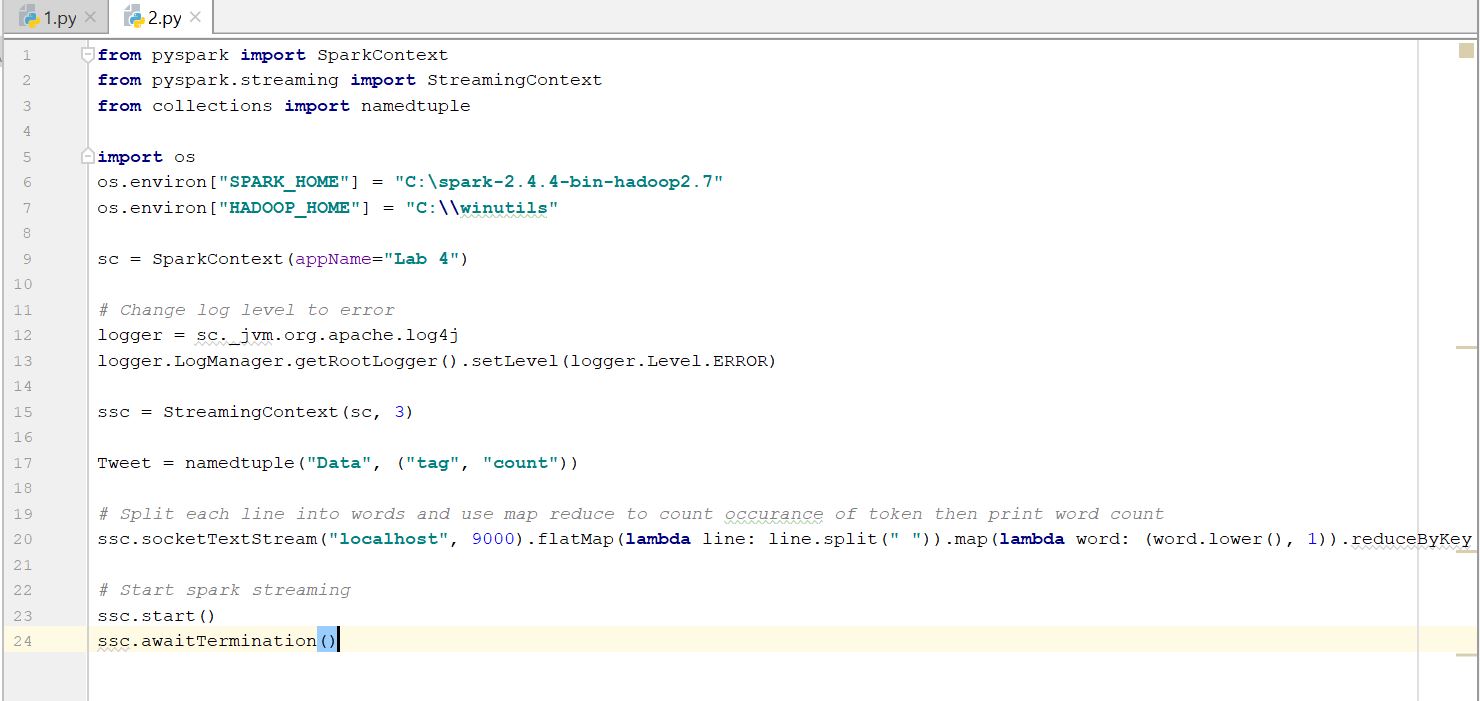 1.py 2.py
1 from pyspark import SparkContext
2 from pyspark.streaming import StreamingContext
3 from collections import namedtuple
4
5 import os
6 os.environ["SPARK_HOME"] = "C:\spark-2.4.4-bin-hadoop2.7"
7 os.environ["HADOOP_HOME"] = "C:\\winutils"
8
9 sc = SparkContext(appName="Lab 4")
10
11 # Change log level to error
12 logger = sc._jvm.org.apache.log4j
13 logger.LogManager.getRootLogger().setLevel(logger.Level.ERROR)
14
15 ssc = StreamingContext(sc, 3)
16
17 Tweet = namedtuple("Data", ("tag", "count"))
18
19 # Split each line into words and use map reduce to count occurance of token then print word count
20 ssc.socketTextStream("localhost", 9000).flatMap(lambda line: line.split(" ")).map(lambda word: (word.lower(), 1)).reduceByKey
21
22 # Start spark streaming
23 ssc.start()
24 ssc.awaitTermination()